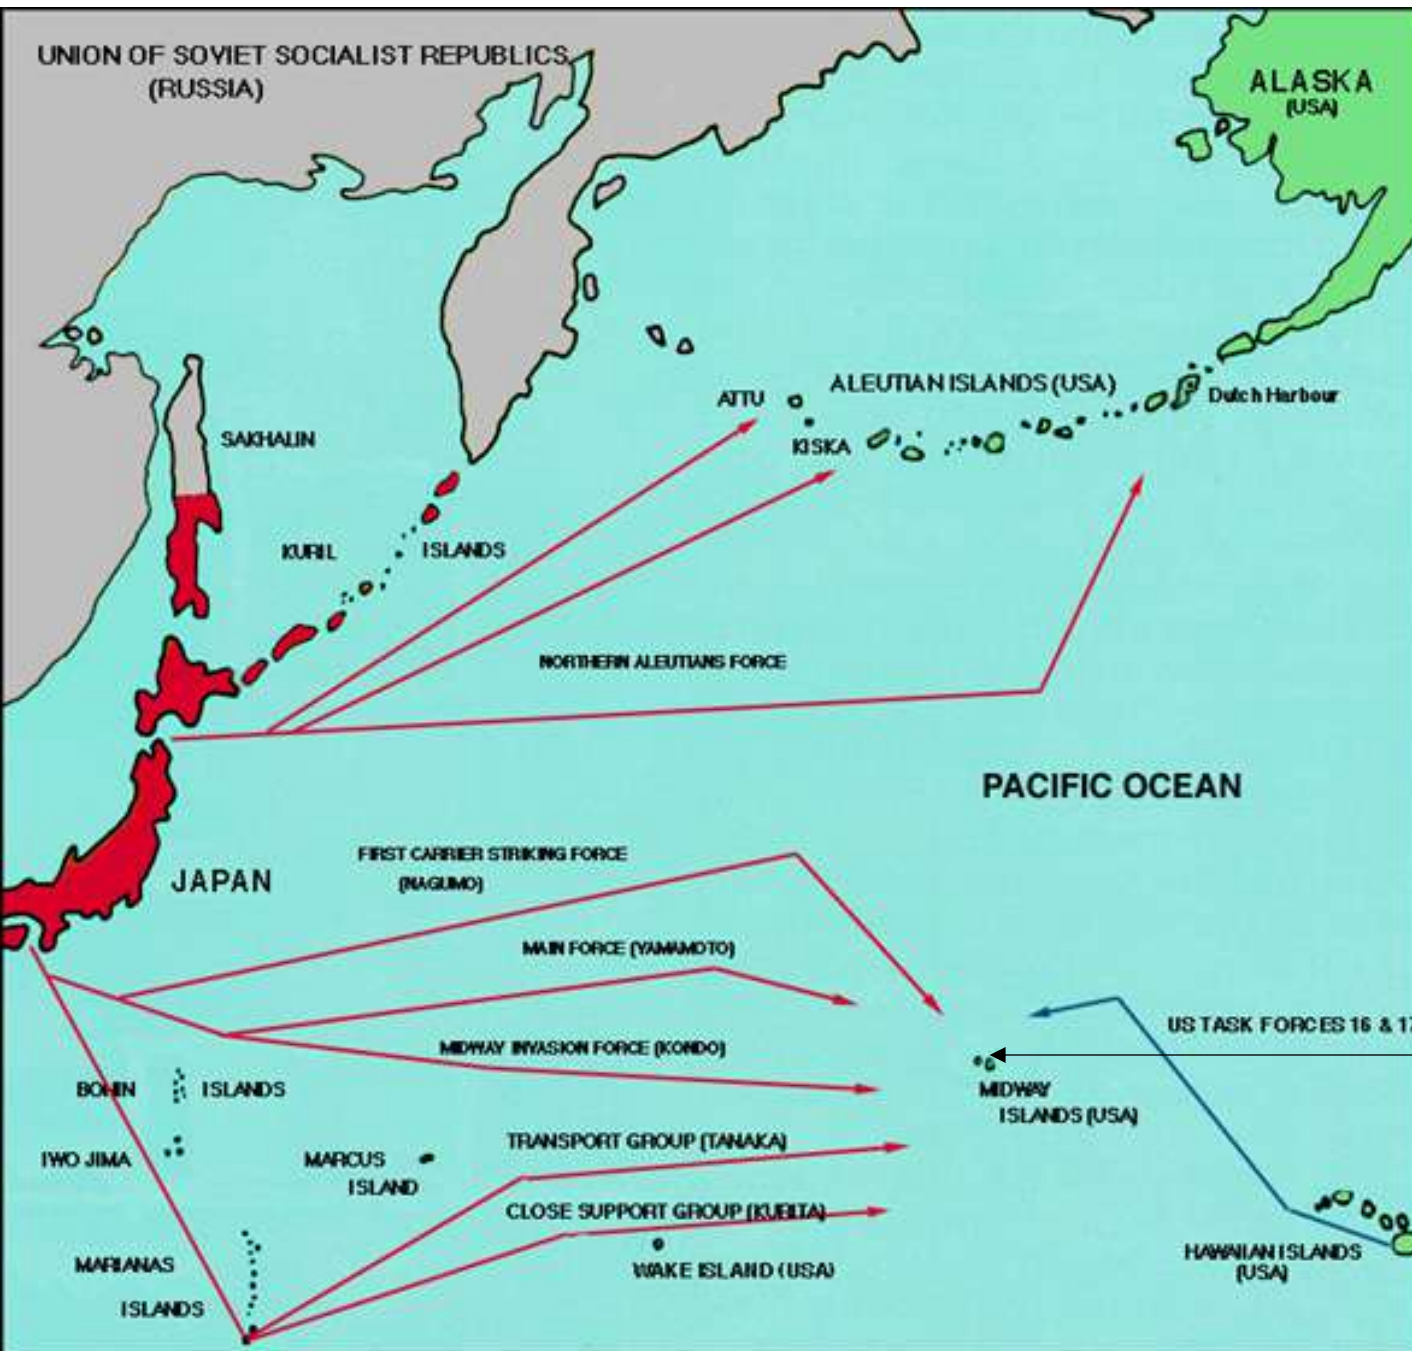 UNION OF SOVIET SOCIALIST REPUBLICS
(RUSSIA)
ALASKA
(USA)
ALEUTIAN ISLANDS (USA)
ATTU
Dutch Harbour
KISKA
SAKHALIN
KURIL
ISLANDS
NORTHERN ALEUTIANS FORCE
PACIFIC OCEAN
FIRST CARRIER STRIKING FORCE
(NAGUMO)
JAPAN
MAIN FORCE (YAMAMOTO)
US TASK FORCES 16 & 17
MIDWAY INVASION FORCE (KONDO)
BONIN
ISLANDS
MIDWAY
ISLANDS (USA)
TRANSPORT GROUP (TANAKA)
IWO JIMA
MARCUS
ISLAND
CLOSE SUPPORT GROUP (KURITA)
HAWAIIAN ISLANDS
(USA)
MARIANAS
ISLANDS
WAKE ISLAND (USA)